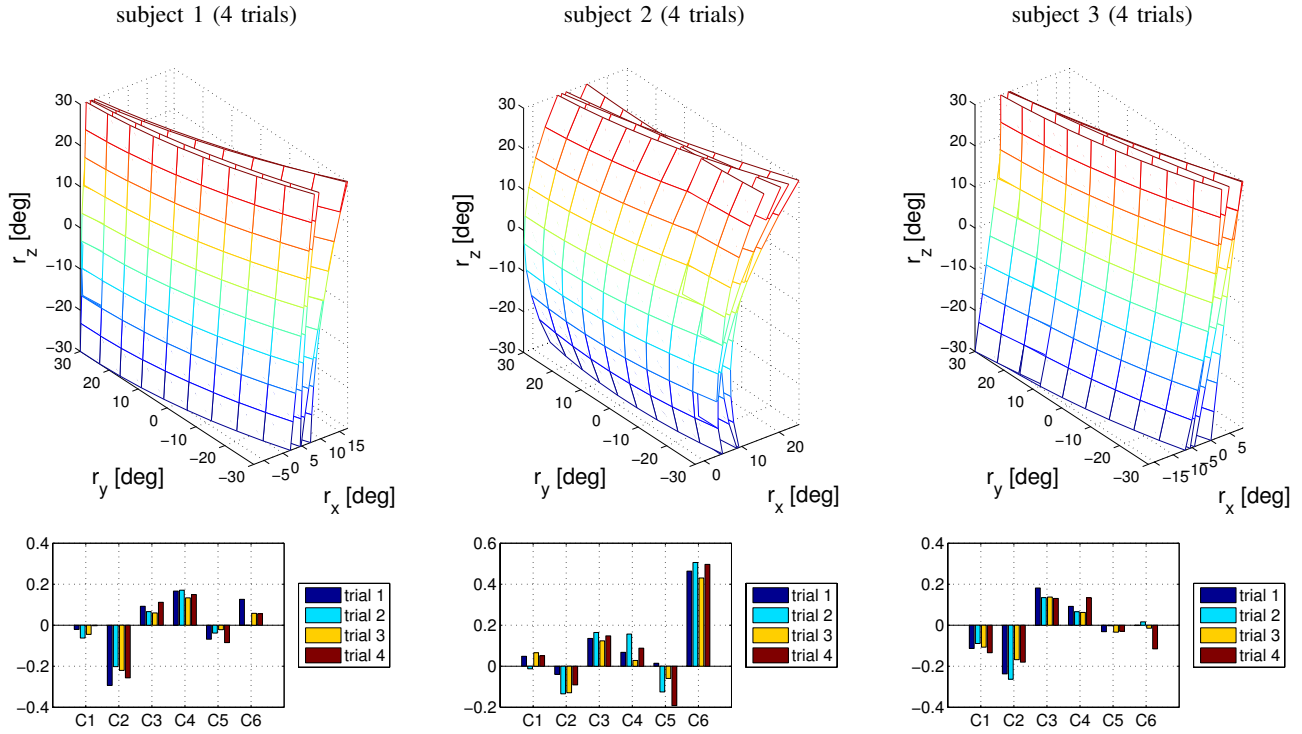 subject 1 (4 trials)
subject 2 (4 trials)
subject 3 (4 trials)
30
20
10
0
−10
−20
−30
r_z [deg]
30
20
10
0
−10
−20
−30
r_y [deg]
−5 0 5 10 15
r_x [deg]
30
20
10
0
−10
−20
−30
r_z [deg]
30
20
10
0
−10
−20
−30
r_y [deg]
0 10 20
r_x [deg]
30
20
10
0
−10
−20
−30
r_z [deg]
30
20
10
0
−10
−20
−30
r_y [deg]
−15 −10 −5 0 5
r_x [deg]
0.4
0.2
0
−0.2
−0.4
C1 C2 C3 C4 C5 C6
trial 1
trial 2
trial 3
trial 4
0.6
0.4
0.2
0
−0.2
C1 C2 C3 C4 C5 C6
trial 1
trial 2
trial 3
trial 4
0.4
0.2
0
−0.2
−0.4
C1 C2 C3 C4 C5 C6
trial 1
trial 2
trial 3
trial 4